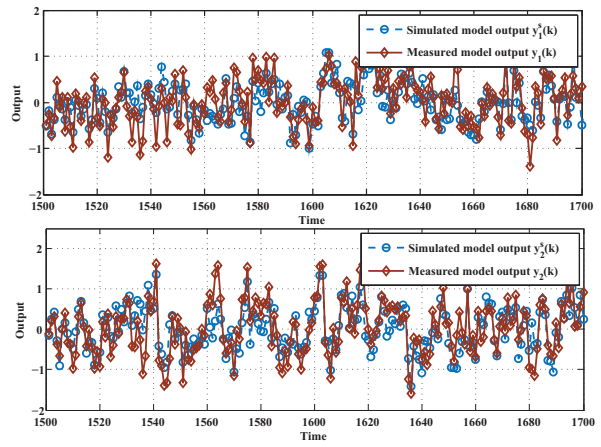 2
1
0
−1
−2
Output
Simulated model output y₁ˢ(k)
Measured model output y₁(k)
1500 1520 1540 1560 1580 1600 1620 1640 1660 1680 1700
Time
2
1
0
−1
−2
Output
Simulated model output y₂ˢ(k)
Measured model output y₂(k)
1500 1520 1540 1560 1580 1600 1620 1640 1660 1680 1700
Time